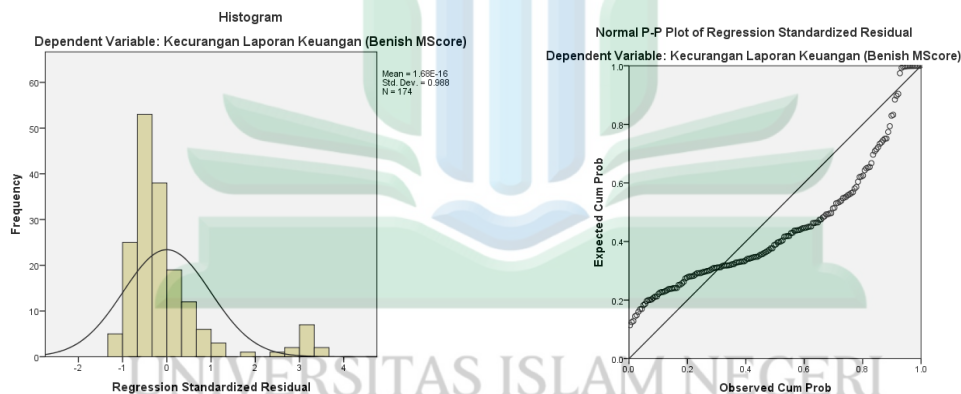 Histogram
Dependent Variable: Kecurangan Laporan Keuangan (Benish MScore)
Mean = 1.68E-16
Std. Dev. = 0.988
N = 174
Frequency
60
50
40
30
20
10
0
-2 -1 0 1 2 3 4
Regression Standardized Residual
Normal P-P Plot of Regression Standardized Residual
Dependent Variable: Kecurangan Laporan Keuangan (Benish MScore)
Expected Cum Prob
1.0
0.8
0.6
0.4
0.2
0.0
0.0 0.2 0.4 0.6 0.8 1.0
Observed Cum Prob
UNIVERSITAS ISLAM NEGERI